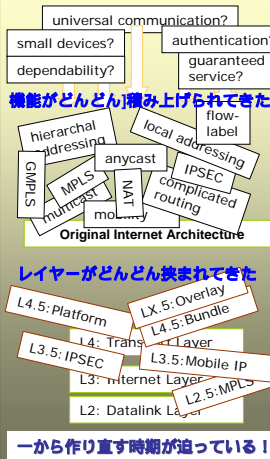 universal communication?
small devices?
authentication?
dependability?
guaranteed
service?
機能がどんどん]積み上げられてきた
hierarchal
addressing
local addressing
flow-
label
anycast
GMPLS
MPLS
NAT
IPSEC
multicast
complicated
routing
mobility
Original Internet Architecture
レイヤーがどんどん挟まれてきた
L4.5: Platform
LX.5: Overlay
L4.5: Bundle
L4: Transport Layer
L3.5: IPSEC
L3.5: Mobile IP
L3: Internet Layer
L2.5: MPLS
L2: Datalink Layer
一から作り直す時期が迫っている！